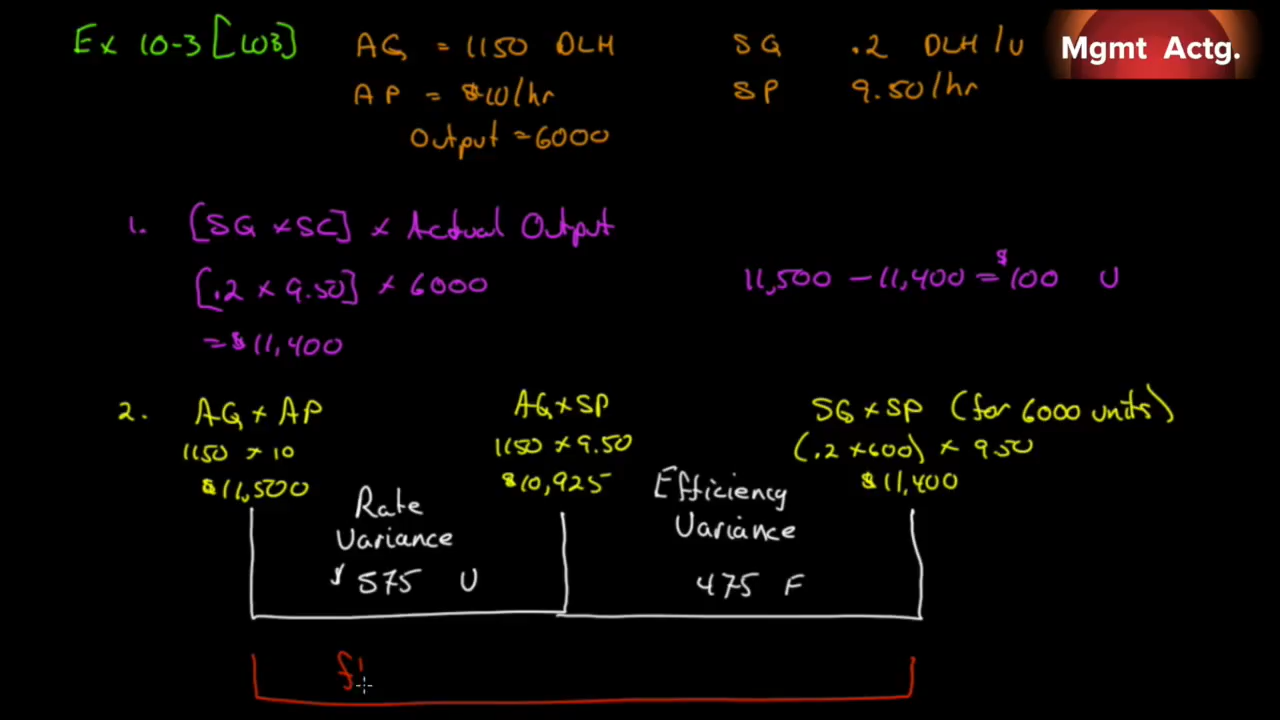 Ex 10-3 [LO3]
AQ = 1150 DLH
SQ .2 DLH/U
Mgmt Actg.
AP = $10/hr
SP 9.50/hr
Output = 6000
1. [SQ × SC] × Actual Output
[.2 × 9.50] × 6000
11,500 - 11,400 = $100 U
= $11,400
2. AQ × AP
AQ × SP
SQ × SP (for 6000 units)
1150 × 10
1150 × 9.50
(.2 × 600) × 9.50
$11,500
$10,925
$11,400
Rate
Variance
$575 U
Efficiency
Variance
475 F